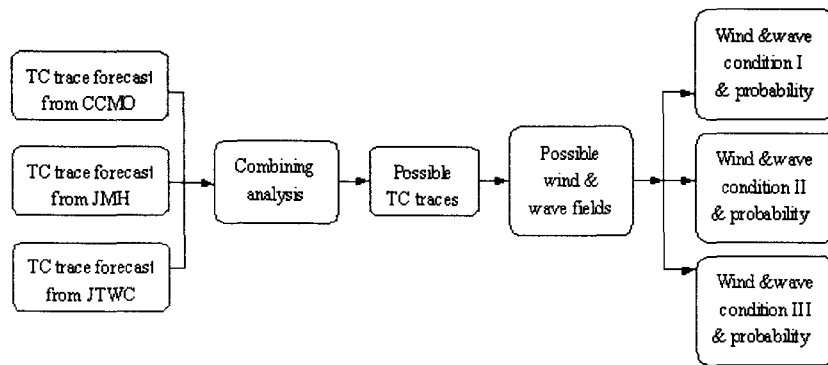 TC trace forecast
from CCMO
TC trace forecast
from JMH
TC trace forecast
from JTWC
Combining
analysis
Possible
TC traces
Possible
wind &
wave fields
Wind &wave
condition I
& probability
Wind &wave
condition II
& probability
Wind &wave
condition III
& probability